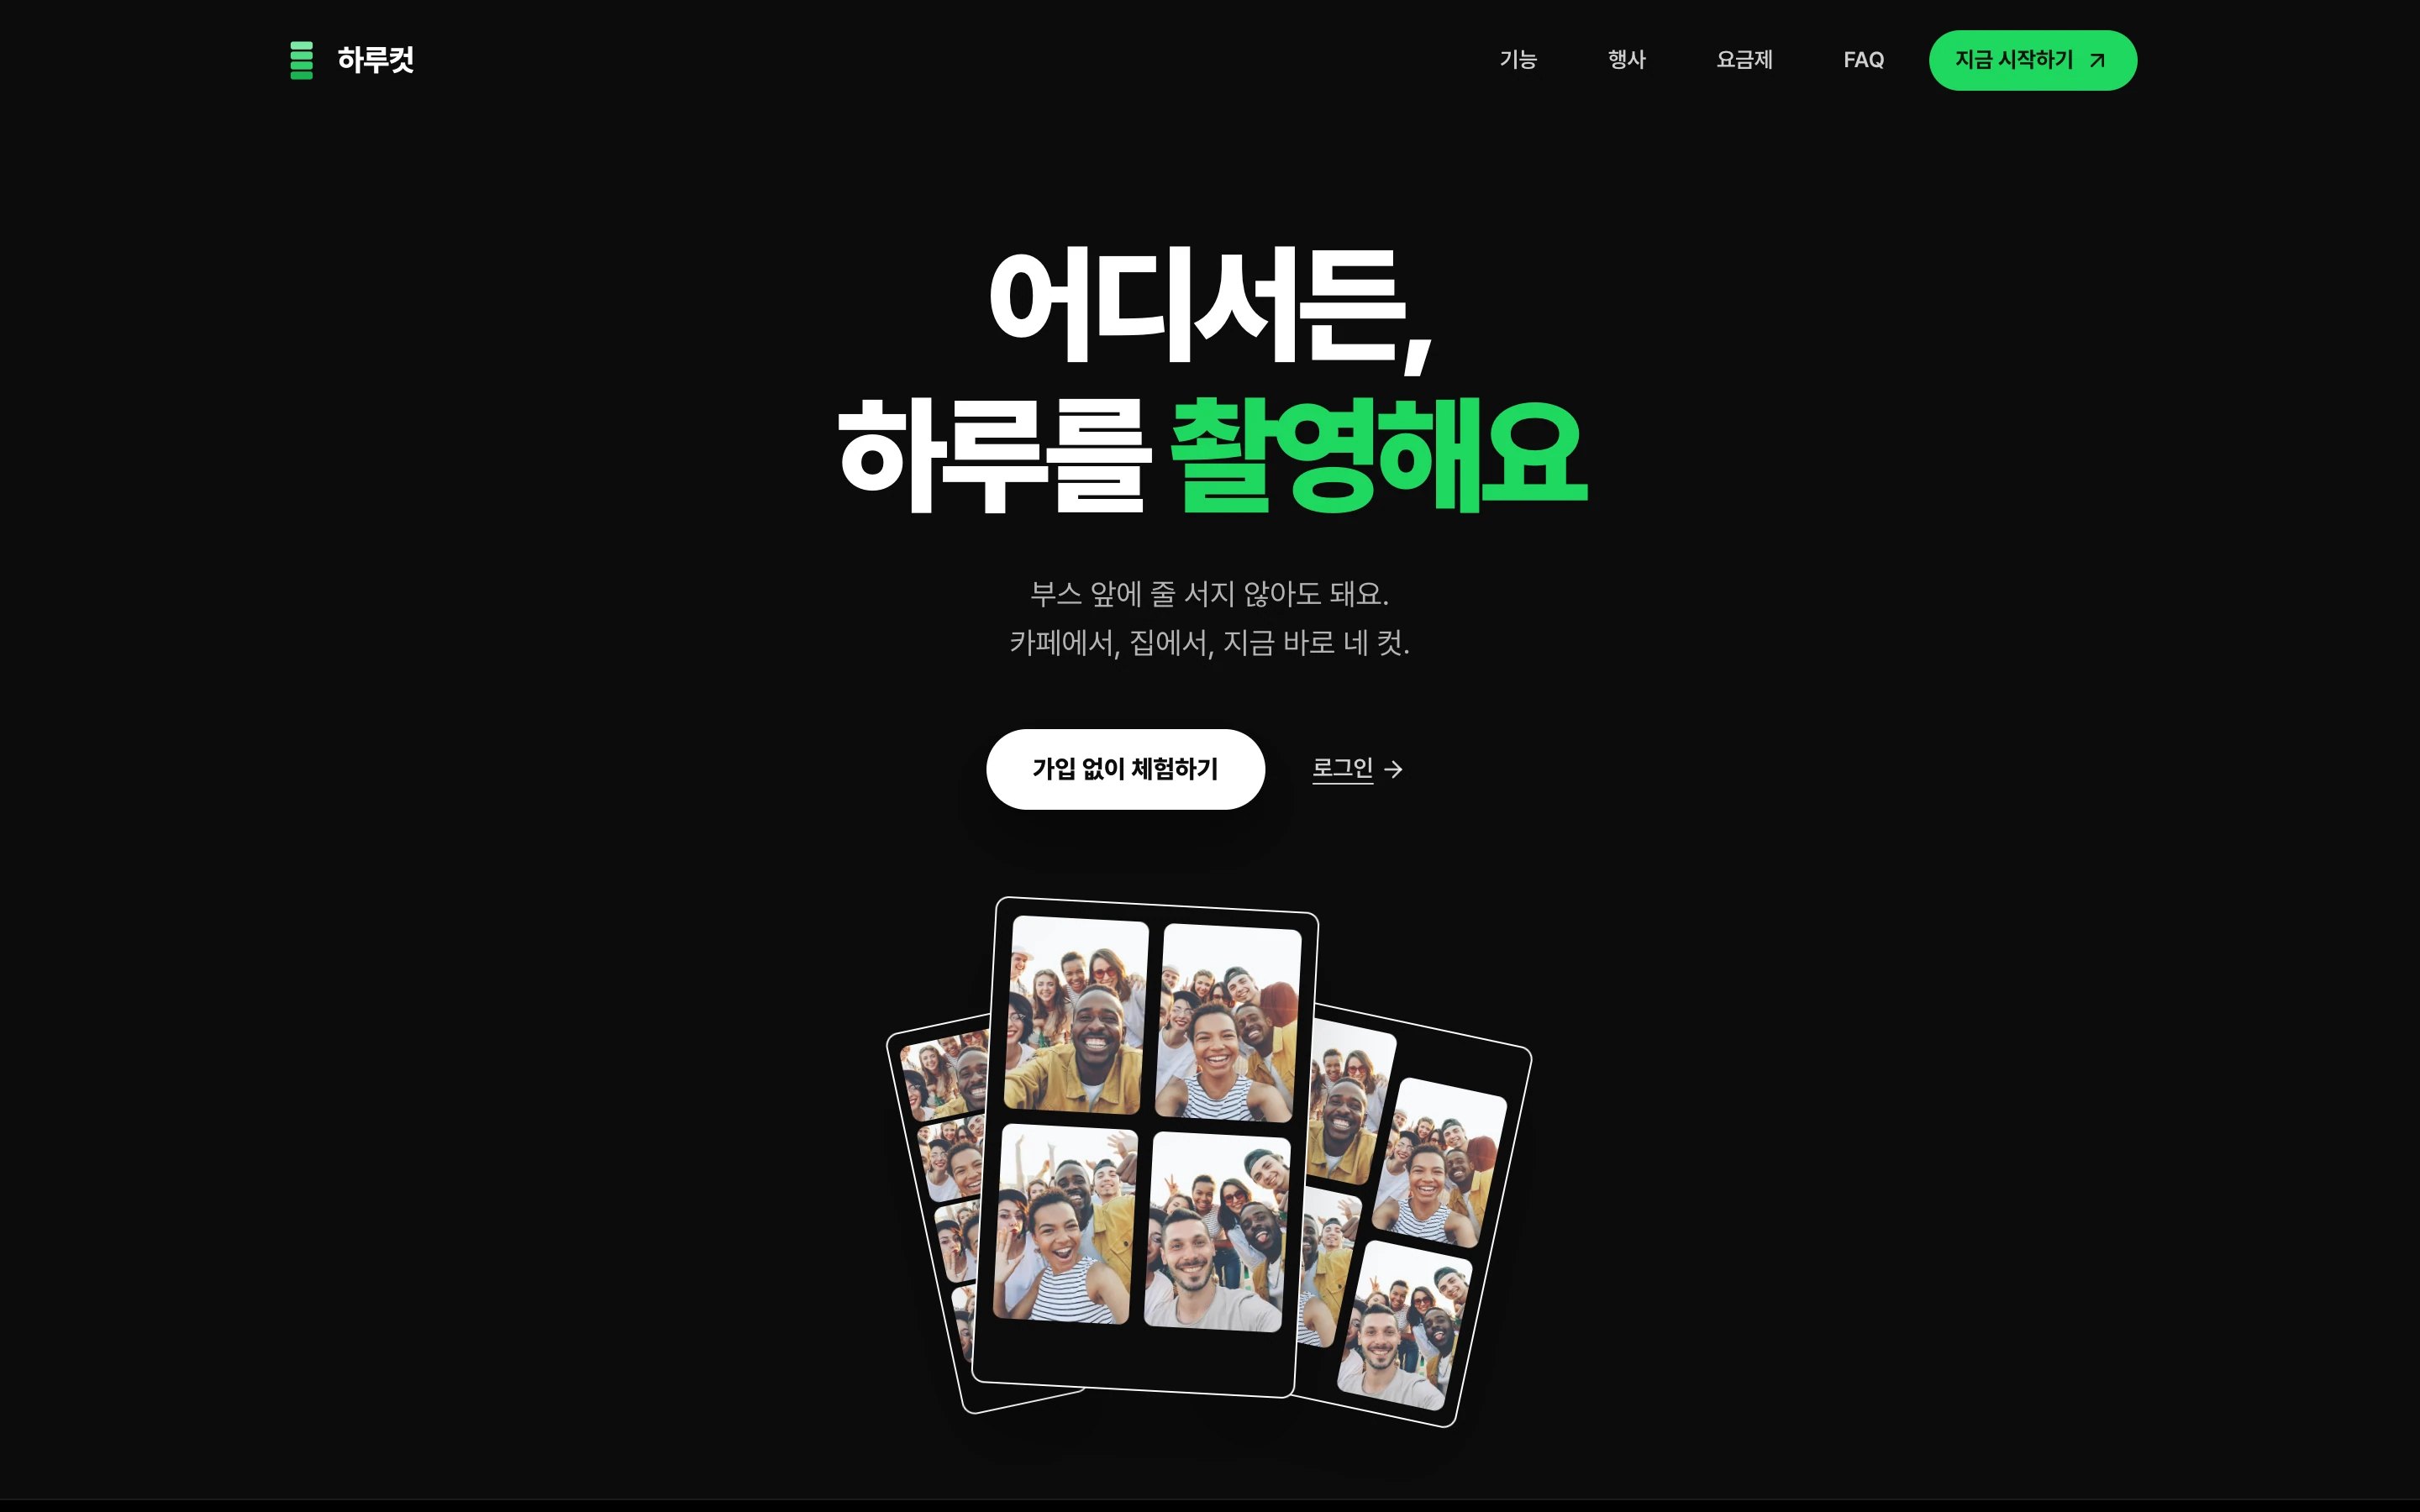 하루컷
기능 행사 요금제 FAQ 지금 시작하기
어디서든,
하루를 촬영해요
부스 앞에 줄 서지 않아도 돼요.
카페에서, 집에서, 지금 바로 네 컷.
가입 없이 체험하기 로그인